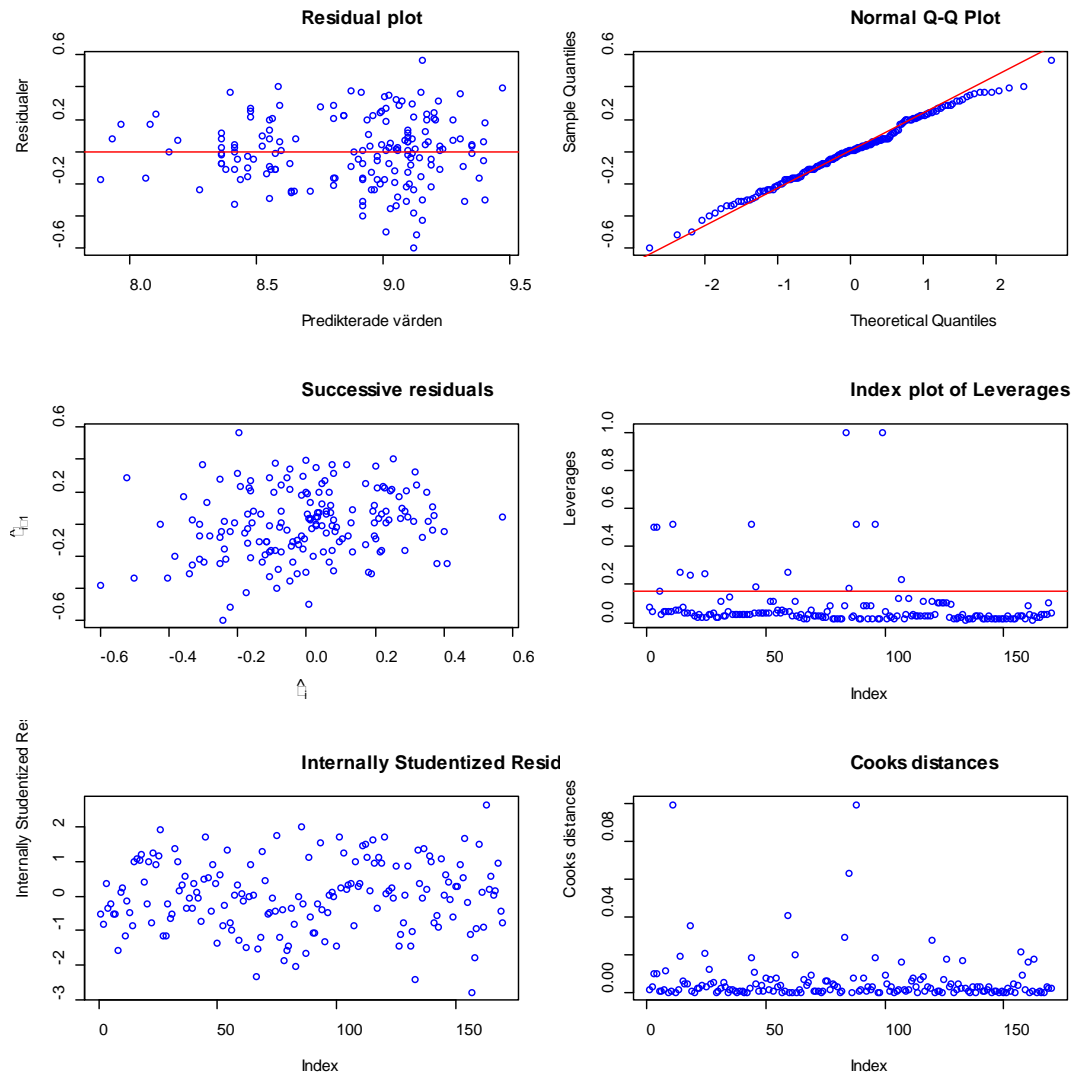 Residual plot
Residualer
0.6
0.2
-0.2
-0.6
8.0 8.5 9.0 9.5
Predikterade värden
Normal Q-Q Plot
Sample Quantiles
0.6
0.2
-0.2
-0.6
-2 -1 0 1 2
Theoretical Quantiles
Successive residuals
0.6
0.2
-0.2
-0.6
-0.6 -0.4 -0.2 0.0 0.2 0.4 0.6
Index plot of Leverages
Leverages
1.0
0.8
0.6
0.4
0.2
0.0
0 50 100 150
Index
Internally Studentized Resid
Internally Studentized Re
2
1
0
-1
-2
-3
0 50 100 150
Index
Cooks distances
Cooks distances
0.08
0.04
0.00
0 50 100 150
Index